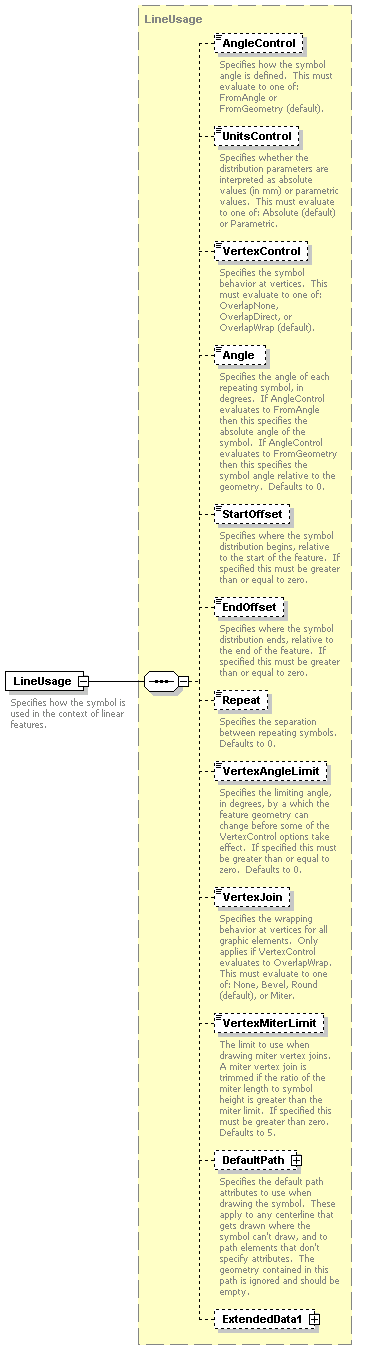 LineUsage
AngleControl
Specifies how the symbol
angle is defined.  This must
evaluate to one of:
FromAngle or
FromGeometry (default).
UnitsControl
Specifies whether the
distribution parameters are
interpreted as absolute
values (in mm) or parametric
values.  This must evaluate
to one of: Absolute (default)
or Parametric.
VertexControl
Specifies the symbol
behavior at vertices.  This
must evaluate to one of:
OverlapNone,
OverlapDirect, or
OverlapWrap (default).
Angle
Specifies the angle of each
repeating symbol, in
degrees.  If AngleControl
evaluates to FromAngle
then this specifies the
absolute angle of the
symbol.  If AngleControl
evaluates to FromGeometry
then this specifies the
symbol angle relative to the
geometry.  Defaults to 0.
StartOffset
Specifies where the symbol
distribution begins, relative
to the start of the feature.  If
specified this must be greater
than or equal to zero.
EndOffset
Specifies where the symbol
distribution ends, relative to
the end of the feature.  If
specified this must be greater
than or equal to zero.
LineUsage
Specifies how the symbol is
used in the context of linear
features.
Repeat
Specifies the separation
between repeating symbols.
Defaults to 0.
VertexAngleLimit
Specifies the limiting angle,
in degrees, by a which the
feature geometry can
change before some of the
VertexControl options take
effect.  If specified this must
be greater than or equal to
zero.  Defaults to 0.
VertexJoin
Specifies the wrapping
behavior at vertices for all
graphic elements.  Only
applies if VertexControl
evaluates to OverlapWrap.
This must evaluate to one
of: None, Bevel, Round
(default), or Miter.
VertexMiterLimit
The limit to use when
drawing miter vertex joins.
A miter vertex join is
trimmed if the ratio of the
miter length to symbol
height is greater than the
miter limit.  If specified this
must be greater than zero.
Defaults to 5.
DefaultPath
Specifies the default path
attributes to use when
drawing the symbol.  These
apply to any centerline that
gets drawn where the
symbol can't draw, and to
path elements that don't
specify attributes.  The
geometry contained in this
path is ignored and should be
empty.
ExtendedData1